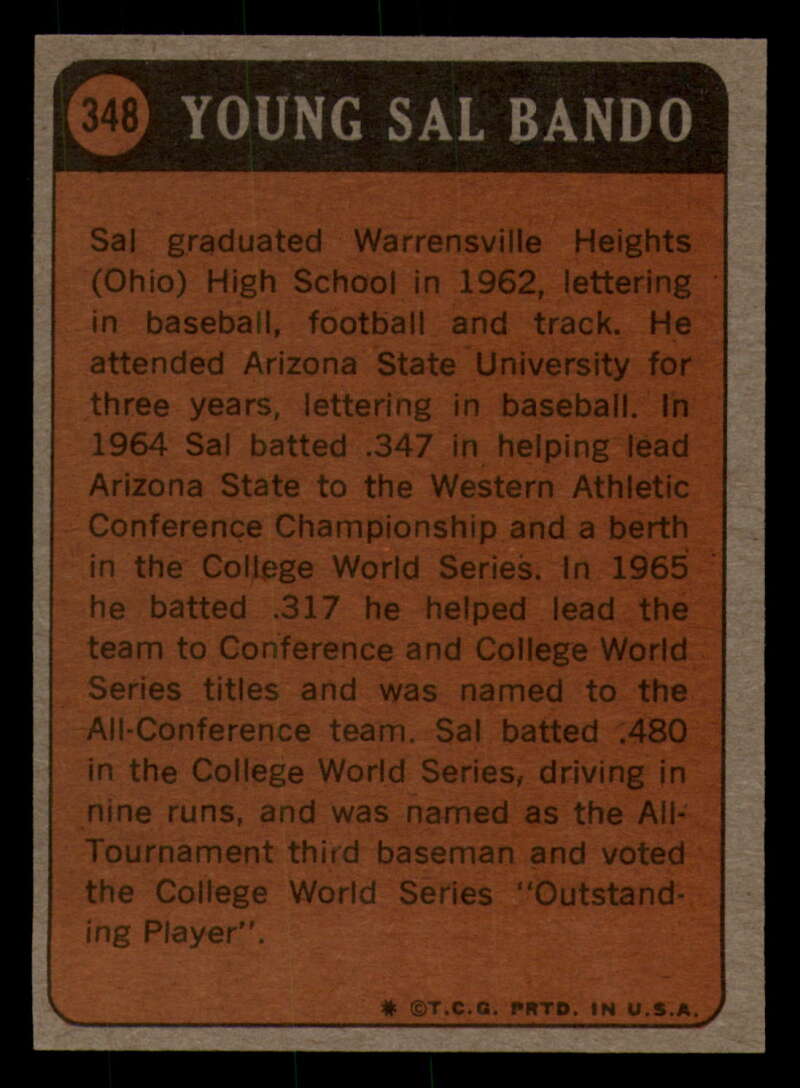 348 YOUNG SAL BANDO
Sal graduated Warrensville Heights
(Ohio) High School in 1962, lettering
in baseball, football and track. He
attended Arizona State University for
three years, lettering in baseball. In
1964 Sal batted .347 in helping lead
Arizona State to the Western Athletic
Conference Championship and a berth
in the College World Series. In 1965
he batted .317 he helped lead the
team to Conference and College World
Series titles and was named to the
All-Conference team. Sal batted .480
in the College World Series, driving in
nine runs, and was named as the All-
Tournament third baseman and voted
the College World Series "Outstand-
ing Player".
* ©T.C.G. PRTD. IN U.S.A.